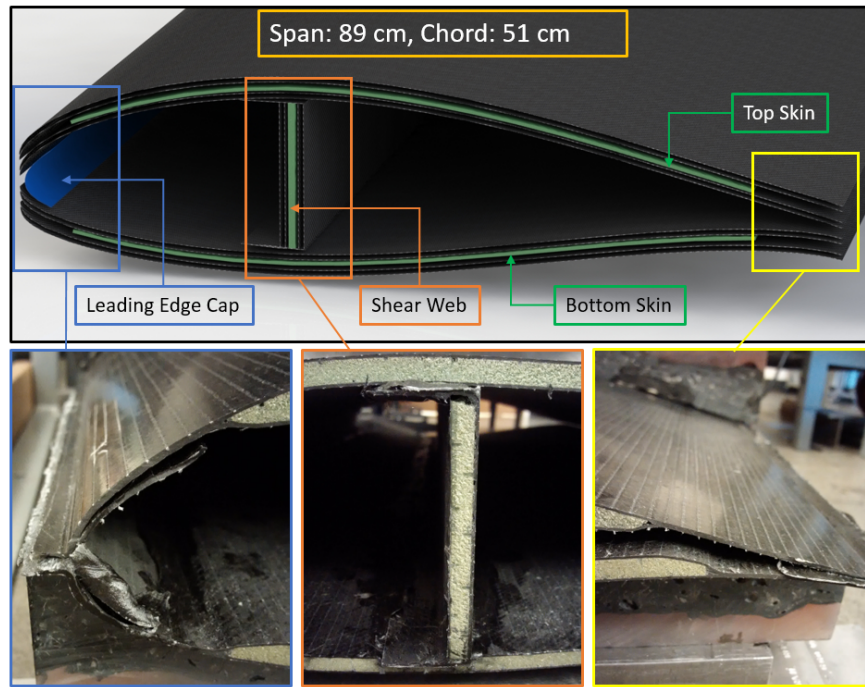 Span: 89 cm, Chord: 51 cm
Top Skin
Leading Edge Cap
Shear Web
Bottom Skin